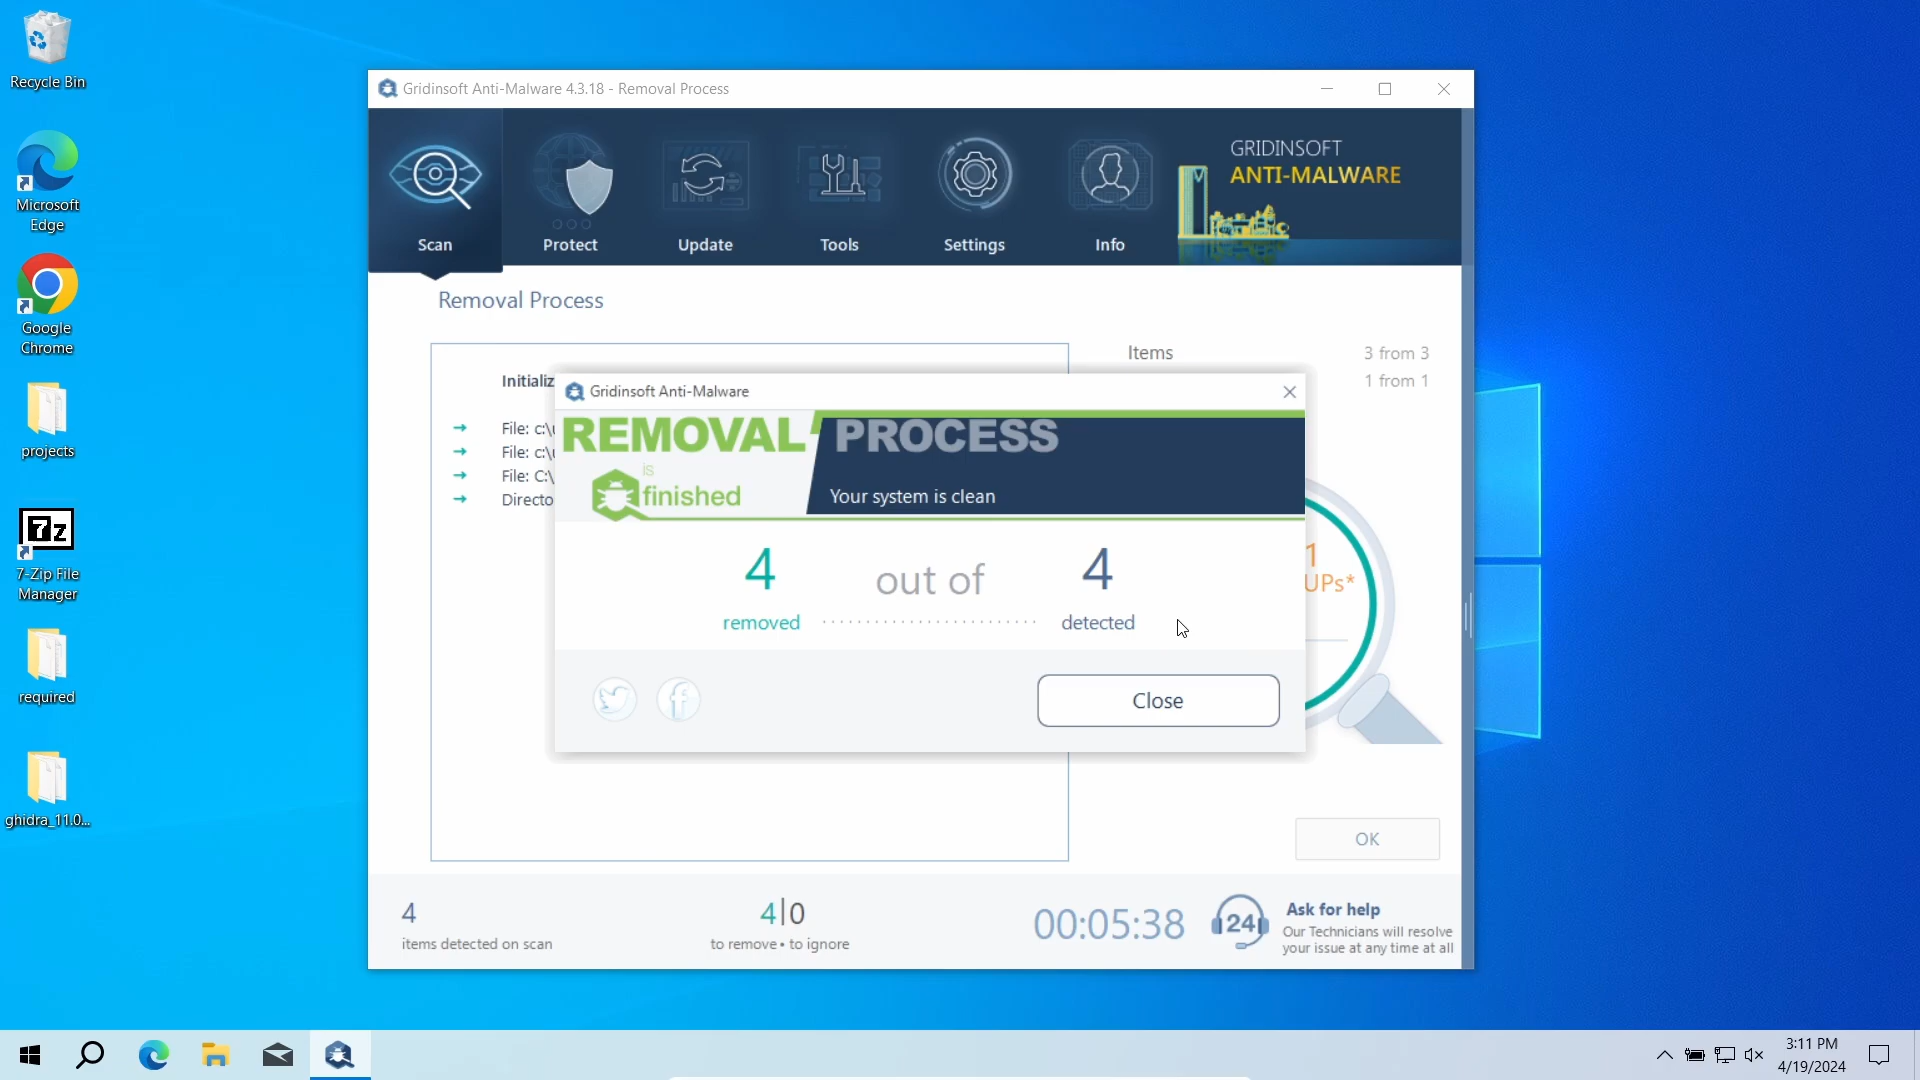 Recycle Bin
Microsoft
Edge
Google
Chrome
projects
7z
7-Zip File
Manager
required
ghidra_11.0...
Gridinsoft Anti-Malware 4.3.18 - Removal Process
Scan
Protect
Update
Tools
Settings
Info
GRIDINSOFT
ANTI-MALWARE
Removal Process
Items
3 from 3
1 from 1
Initializ
File: c:\u
File: c:\u
File: C:\
Directo
Gridinsoft Anti-Malware
REMOVAL PROCESS
is
finished
Your system is clean
4 out of 4
removed
detected
1
UPs*
Close
OK
4
items detected on scan
4|0
to remove • to ignore
00:05:38
24
Ask for help
Our Technicians will resolve
your issue at any time at all
3:11 PM
4/19/2024